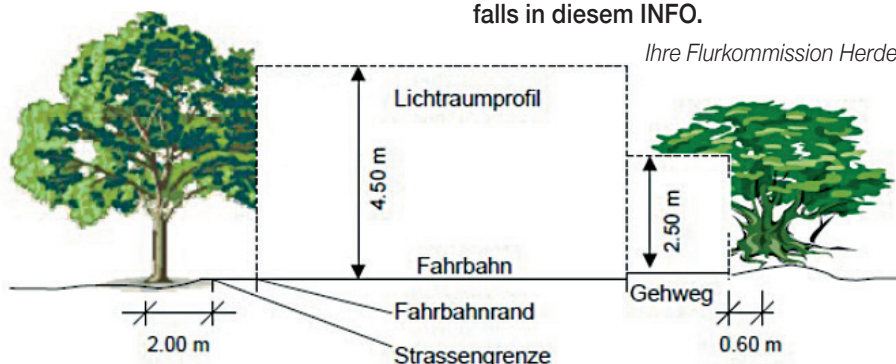 falls in diesem INFO.
Ihre Flurkommission Herde
Lichtraumprofil
4.50 m
2.50 m
Fahrbahn
Gehweg
Fahrbahnrand
2.00 m
0.60 m
Strassengrenze